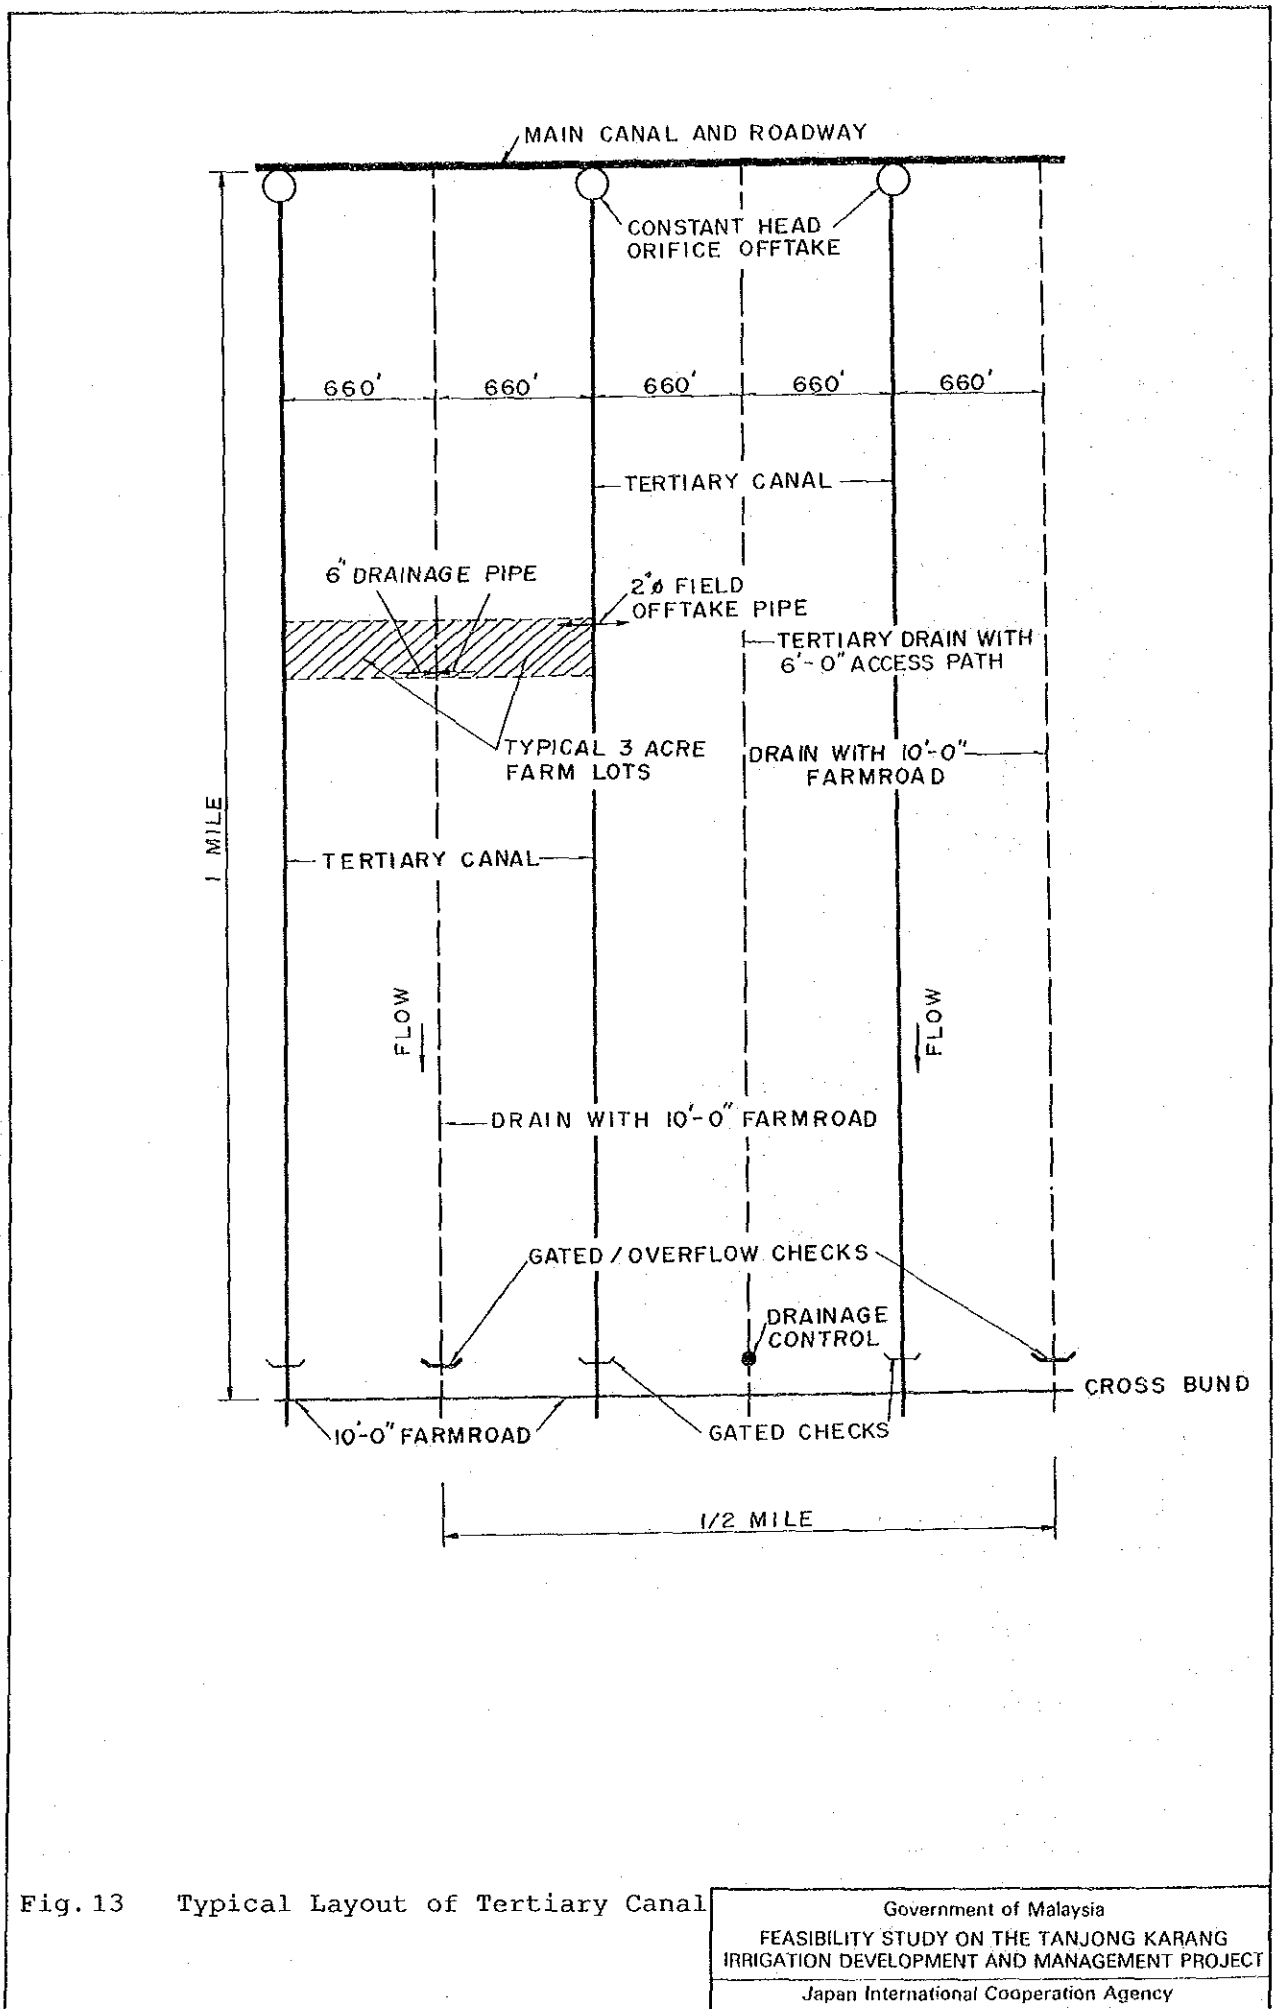 MAIN CANAL AND ROADWAY
CONSTANT HEAD
ORIFICE OFFTAKE
660'
660'
660'
660'
660'
TERTIARY CANAL
6" DRAINAGE PIPE
2"ø FIELD
OFFTAKE PIPE
TERTIARY DRAIN WITH
6'-0" ACCESS PATH
TYPICAL 3 ACRE
FARM LOTS
DRAIN WITH 10'-0"
FARMROAD
1 MILE
TERTIARY CANAL
FLOW
FLOW
DRAIN WITH 10'-0" FARMROAD
GATED / OVERFLOW CHECKS
DRAINAGE
CONTROL
CROSS BUND
10'-0" FARMROAD
GATED CHECKS
1/2 MILE
Fig. 13 Typical Layout of Tertiary Canal
Government of Malaysia
FEASIBILITY STUDY ON THE TANJONG KARANG
IRRIGATION DEVELOPMENT AND MANAGEMENT PROJECT
Japan International Cooperation Agency